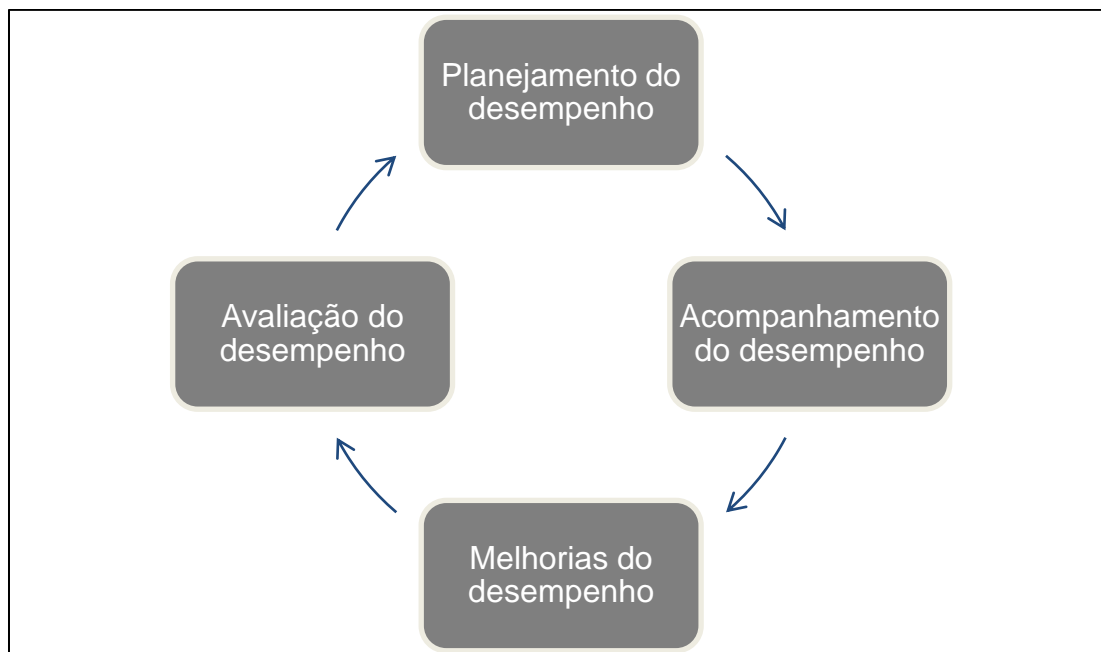 Planejamento do
desempenho
Avaliação do
desempenho
Acompanhamento
do desempenho
Melhorias do
desempenho